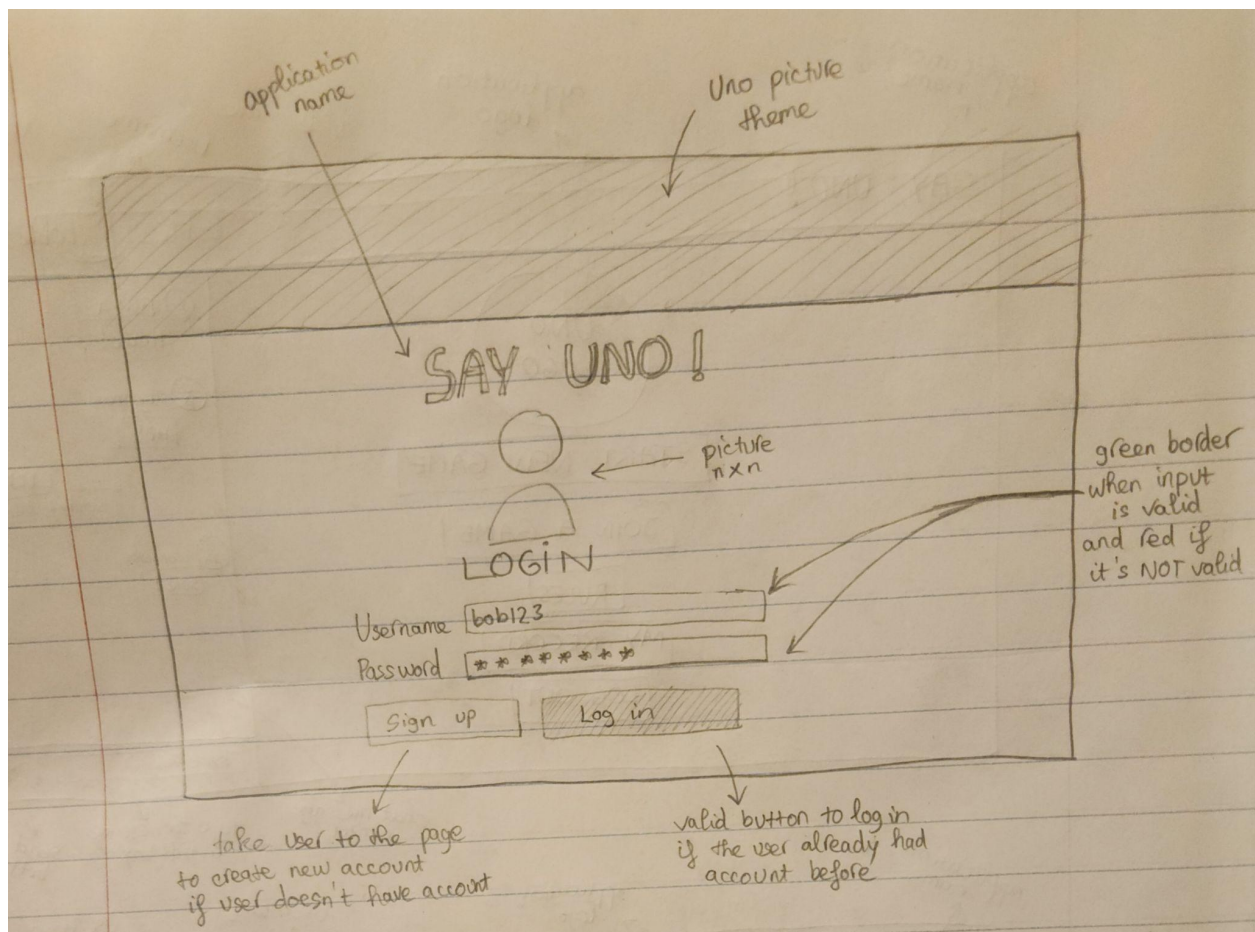 application
name
Uno picture
theme
SAY UNO!
picture
n x n
LOGIN
green border
when input
is valid
and red if
it's NOT valid
Username bob123
Password * * * * * * * *
Sign up
Log in
take user to the page
to create new account
if user doesn't have account
valid button to log in
if the user already had
account before